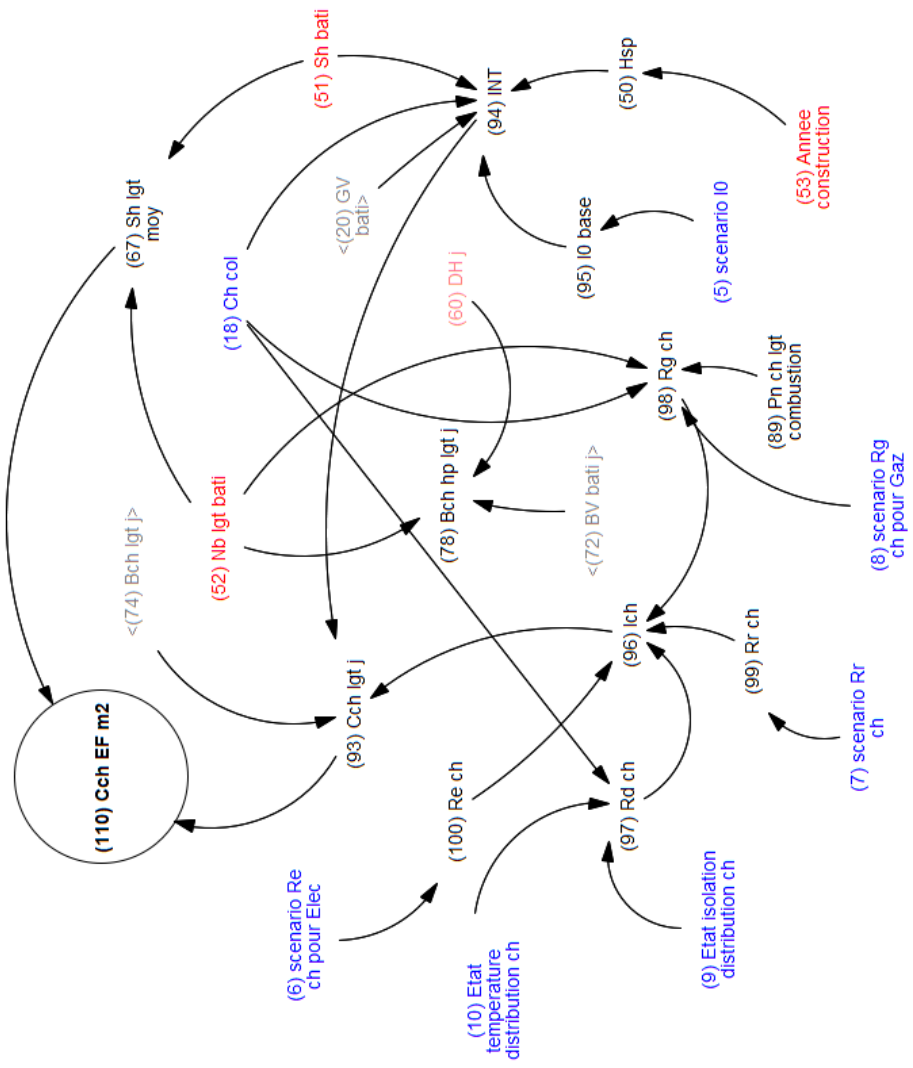 (110) Cch EF m2
<(74) Bch lgt j>
(67) Sh lgt
moy
(52) Nb lgt bati
(18) Ch col
(6) scenario Re
ch pour Elec
(51) Sh bati
<(20) GV
bati>
(93) Cch lgt j
(100) Re ch
(78) Bch hp lgt j
(60) DH j
(10) Etat
temperature
distribution ch
(94) INT
(95) I0 base
<(72) BV bati j>
(97) Rd ch
(96) Ich
(50) Hsp
(98) Rg ch
(9) Etat isolation
distribution ch
(5) scenario I0
(99) Rr ch
(89) Pn ch lgt
combustion
(53) Annee
construction
(7) scenario Rr
ch
(8) scenario Rg
ch pour Gaz